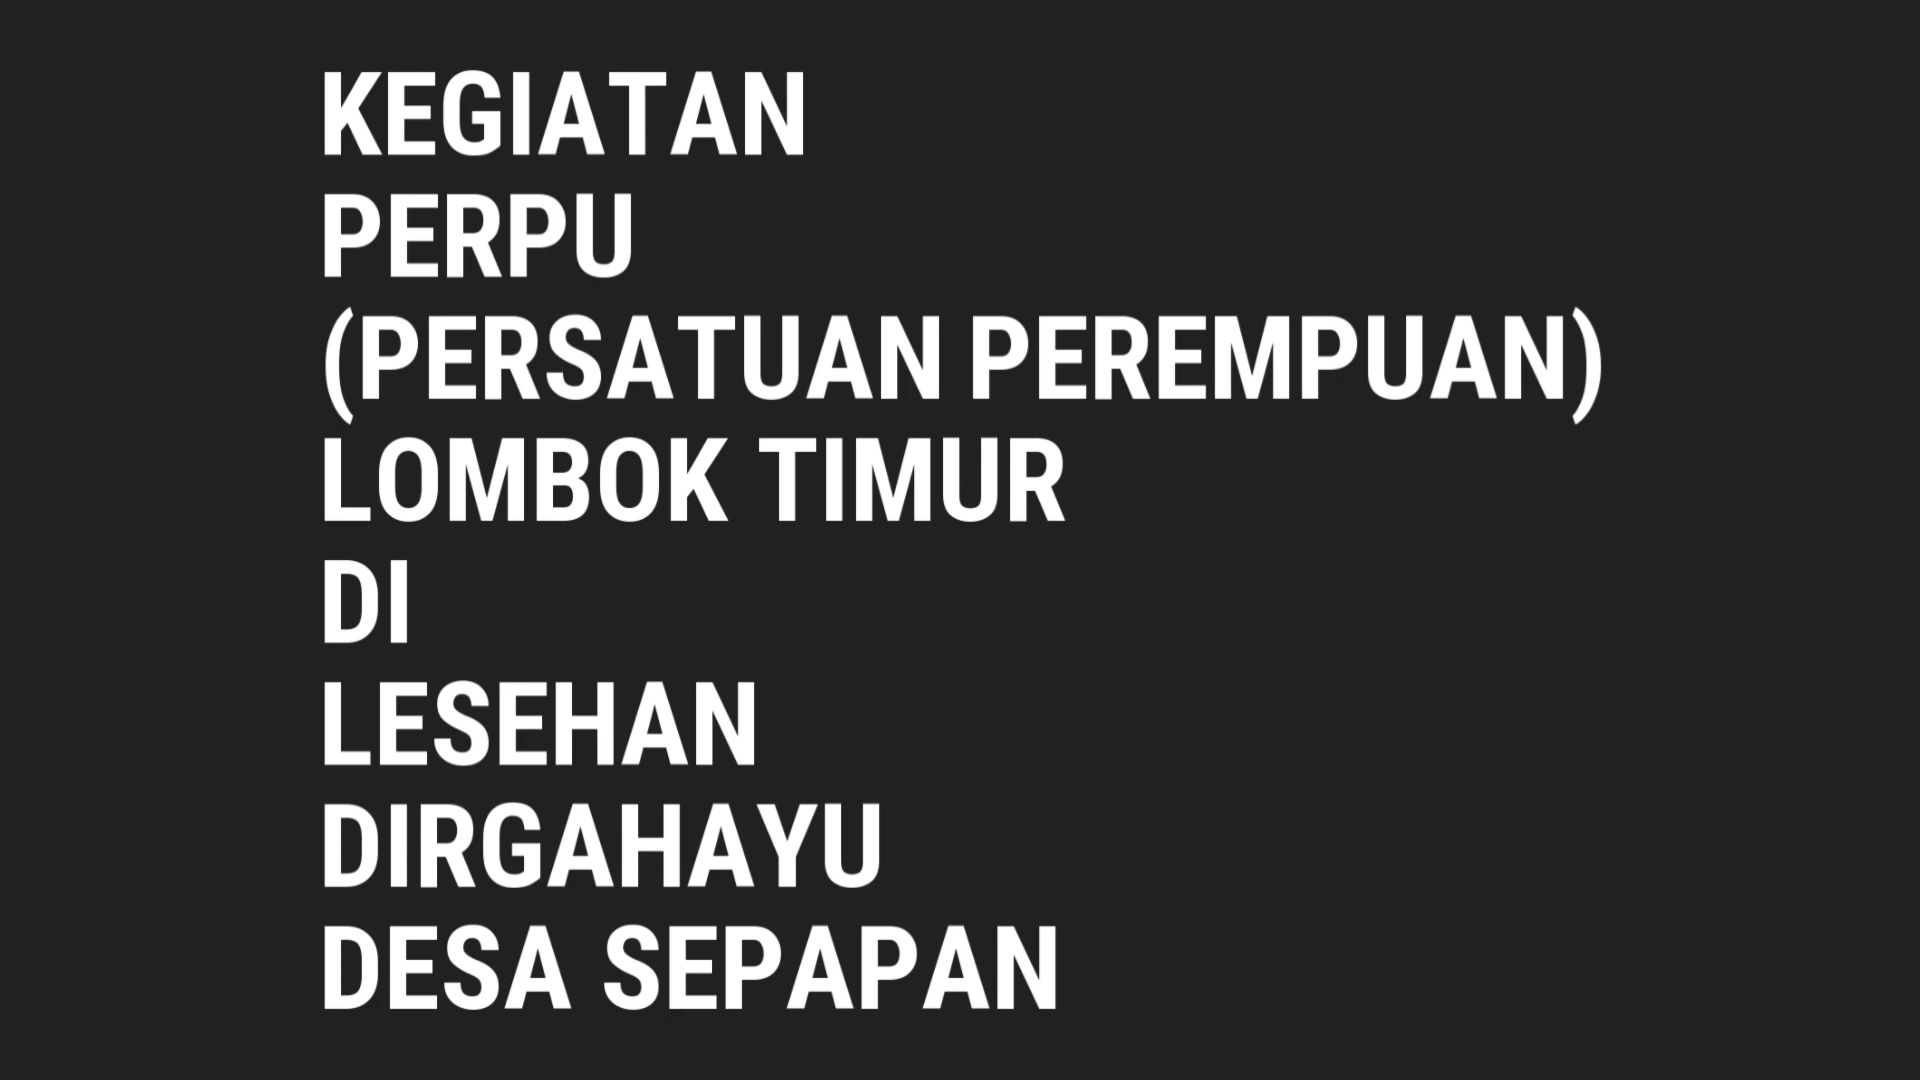 KEGIATAN
PERPU
(PERSATUAN PEREMPUAN)
LOMBOK TIMUR
DI
LESEHAN
DIRGAHAYU
DESA SEPAPAN